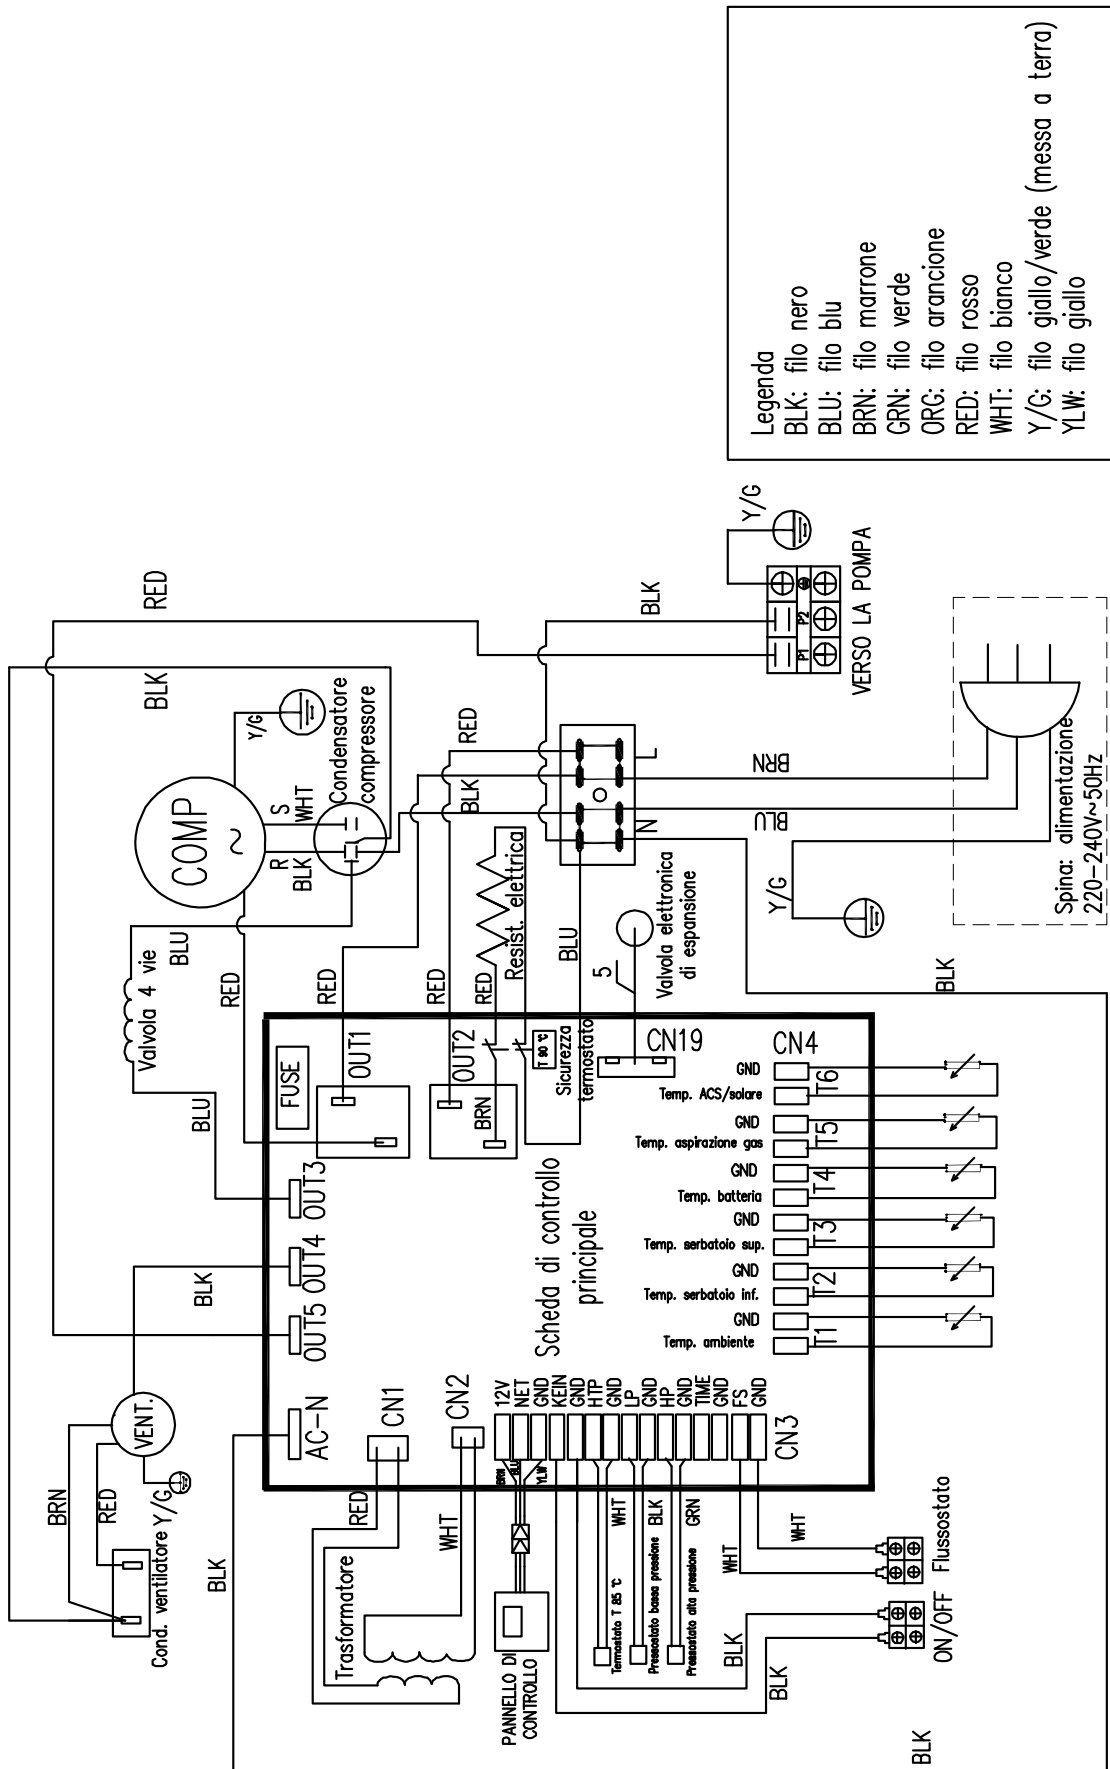 BRN
RED
Cond. ventilatore
Y/G
VENT.
BLK
BLK
BLU
BLU
Valvola 4 vie
RED
COMP
~
R
BLK
S
WHT
Y/G
Condensatore
compressore
BLK
RED
AC-N
OUT5
OUT4
OUT3
FUSE
OUT1
RED
OUT2
RED
BRN
RED
Resist. elettrica
T 90 ℃
Sicurezza
termostato
BLU
BLK
RED
N
L
5
Valvola elettronica
di espansione
CN19
Scheda di controllo
principale
CN1
CN2
RED
WHT
Trasformatore
PANNELLO DI
CONTROLLO
BRN
BLU
YLW
12V
NET
GND
KEIN
GND
HTP
GND
LP
GND
HP
GND
TIME
GND
FS
GND
CN3
WHT
Termostato T 85 ℃
BLK
Pressostato bassa pressione
GRN
Pressostato alta pressione
WHT
WHT
BLK
BLK
ON/OFF
Flussostato
BLK
CN4
GND
Temp. ACS/solare
T6
GND
Temp. aspirazione gas
T5
GND
Temp. batteria
T4
GND
Temp. serbatoio sup.
T3
GND
Temp. serbatoio inf.
T2
GND
Temp. ambiente
T1
BLK
BRN
BLU
Y/G
Spina: alimentazione
220-240V~50Hz
BLK
P1
P2
Y/G
VERSO LA POMPA
Legenda
BLK: filo nero
BLU: filo blu
BRN: filo marrone
GRN: filo verde
ORG: filo arancione
RED: filo rosso
WHT: filo bianco
Y/G: filo giallo/verde (messa a terra)
YLW: filo giallo